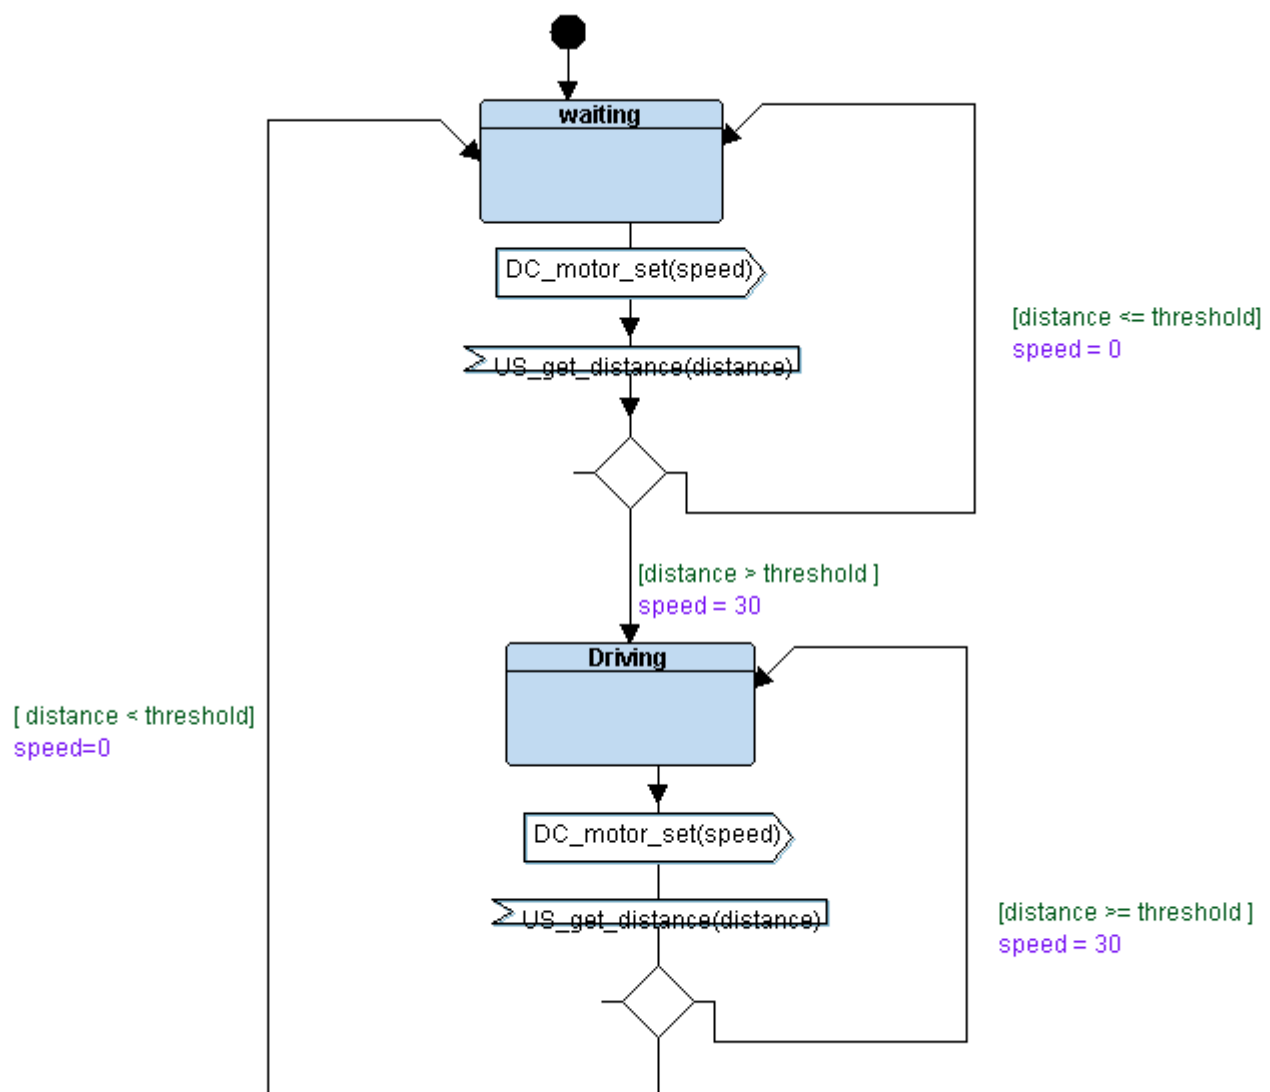 waiting
DC_motor_set(speed)
[distance <= threshold]
speed = 0
US_get_distance(distance)
[distance > threshold ]
speed = 30
Driving
[ distance < threshold]
speed=0
DC_motor_set(speed)
US_get_distance(distance)
[distance >= threshold ]
speed = 30